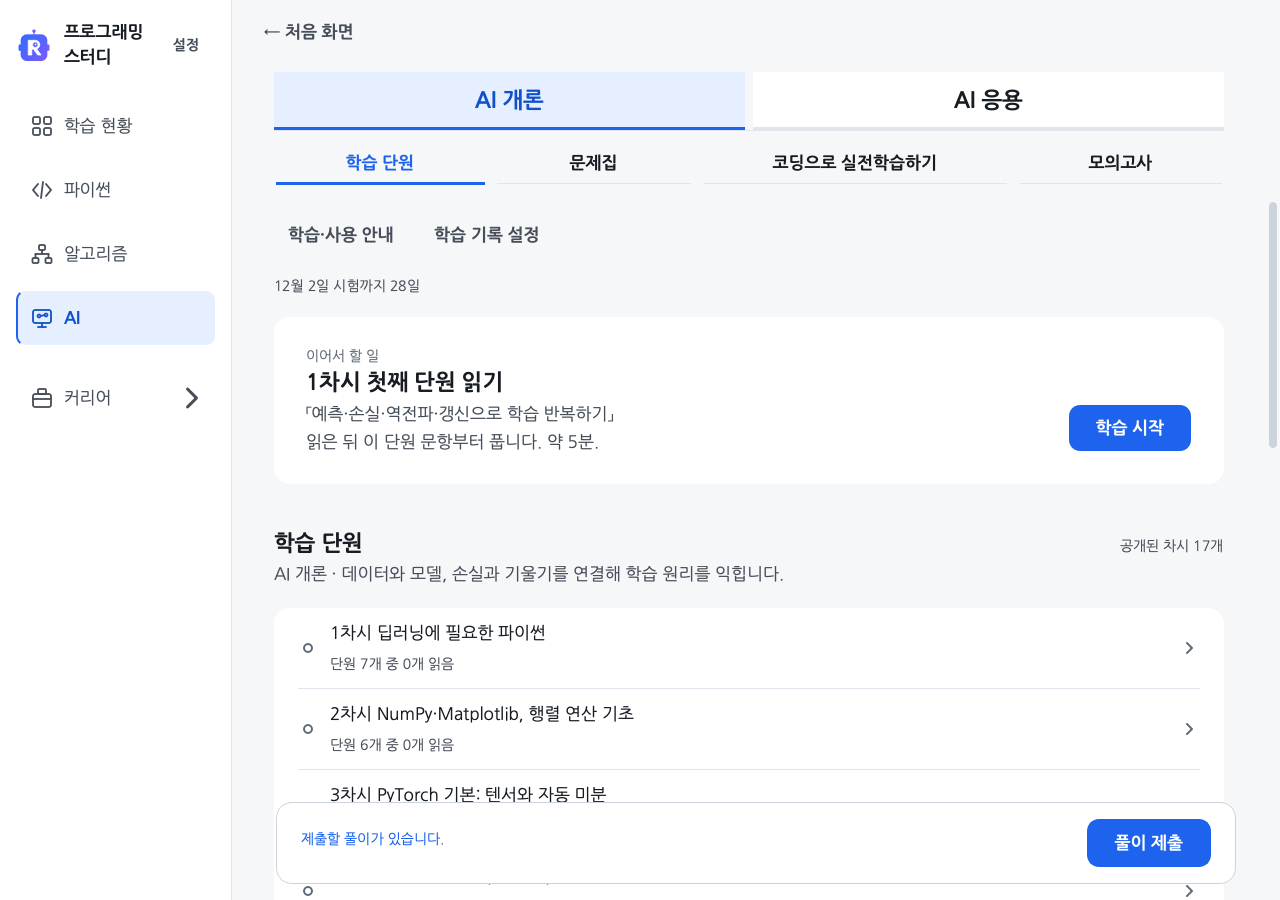 프로그래밍
스터디
설정
학습 현황
파이썬
알고리즘
AI
커리어
← 처음 화면
AI 개론
AI 응용
학습 단원
문제집
코딩으로 실전학습하기
모의고사
학습·사용 안내
학습 기록 설정
12월 2일 시험까지 28일
이어서 할 일
1차시 첫째 단원 읽기
「예측·손실·역전파·갱신으로 학습 반복하기」
읽은 뒤 이 단원 문항부터 풉니다. 약 5분.
학습 시작
학습 단원
공개된 차시 17개
AI 개론 · 데이터와 모델, 손실과 기울기를 연결해 학습 원리를 익힙니다.
1차시 딥러닝에 필요한 파이썬
단원 7개 중 0개 읽음
2차시 NumPy·Matplotlib, 행렬 연산 기초
단원 6개 중 0개 읽음
3차시 PyTorch 기본: 텐서와 자동 미분
제출할 풀이가 있습니다.
풀이 제출